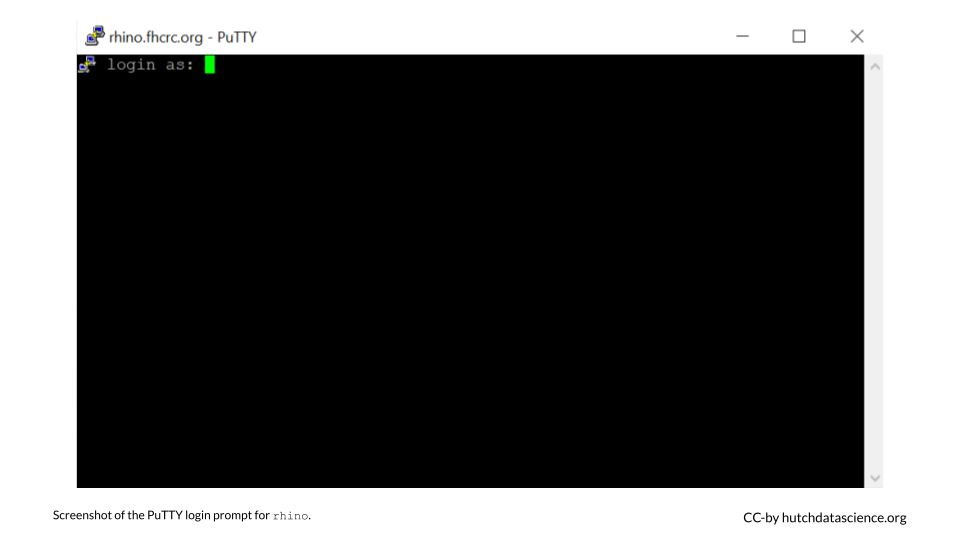 rhino.fhcrc.org - PuTTY
login as:
Screenshot of the PuTTY login prompt for rhino.
CC-by hutchdatascience.org